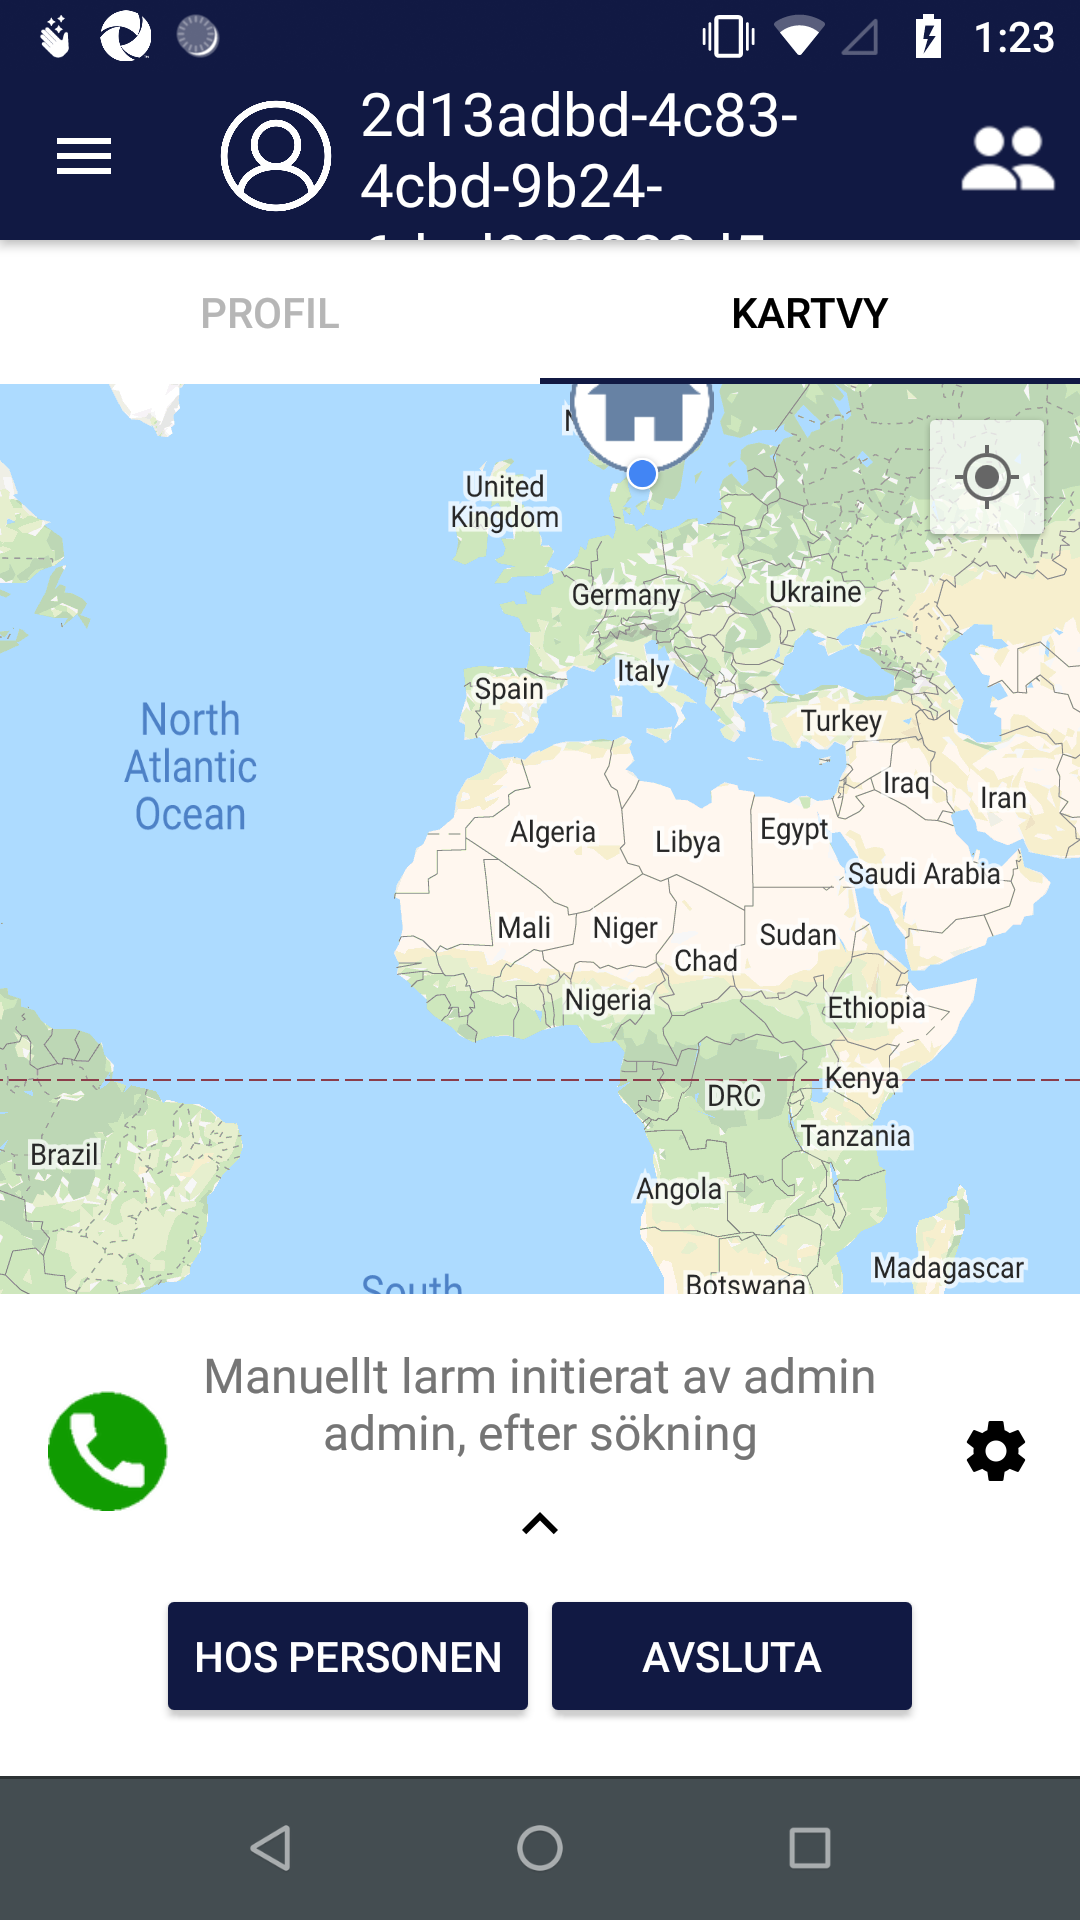 1:23
2d13adbd-4c83-
4cbd-9b24-
PROFIL
KARTVY
United
Kingdom
Germany
Ukraine
Italy
Spain
Turkey
North
Atlantic
Ocean
Iraq
Iran
Algeria
Libya
Egypt
Saudi Arabia
Mali
Niger
Sudan
Chad
Nigeria
Ethiopia
Kenya
DRC
Tanzania
Brazil
Angola
Madagascar
Botswana
South
Manuellt larm initierat av admin
admin, efter sökning
HOS PERSONEN
AVSLUTA